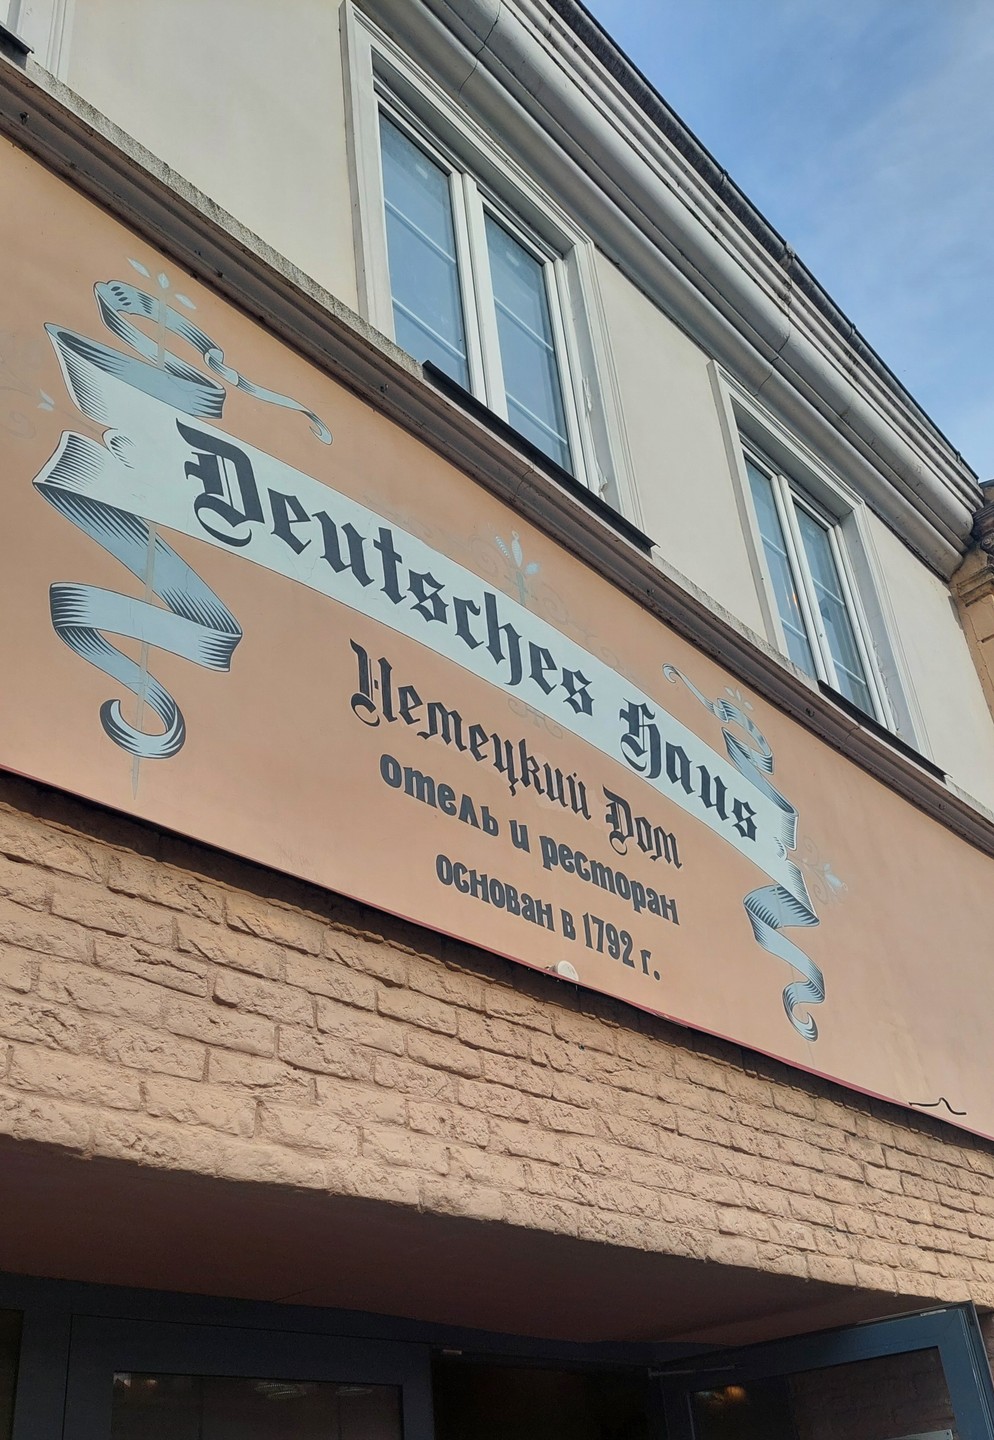 Deutsches Haus
Немецкий Дом
отель и ресторан
основан в 1792 г.